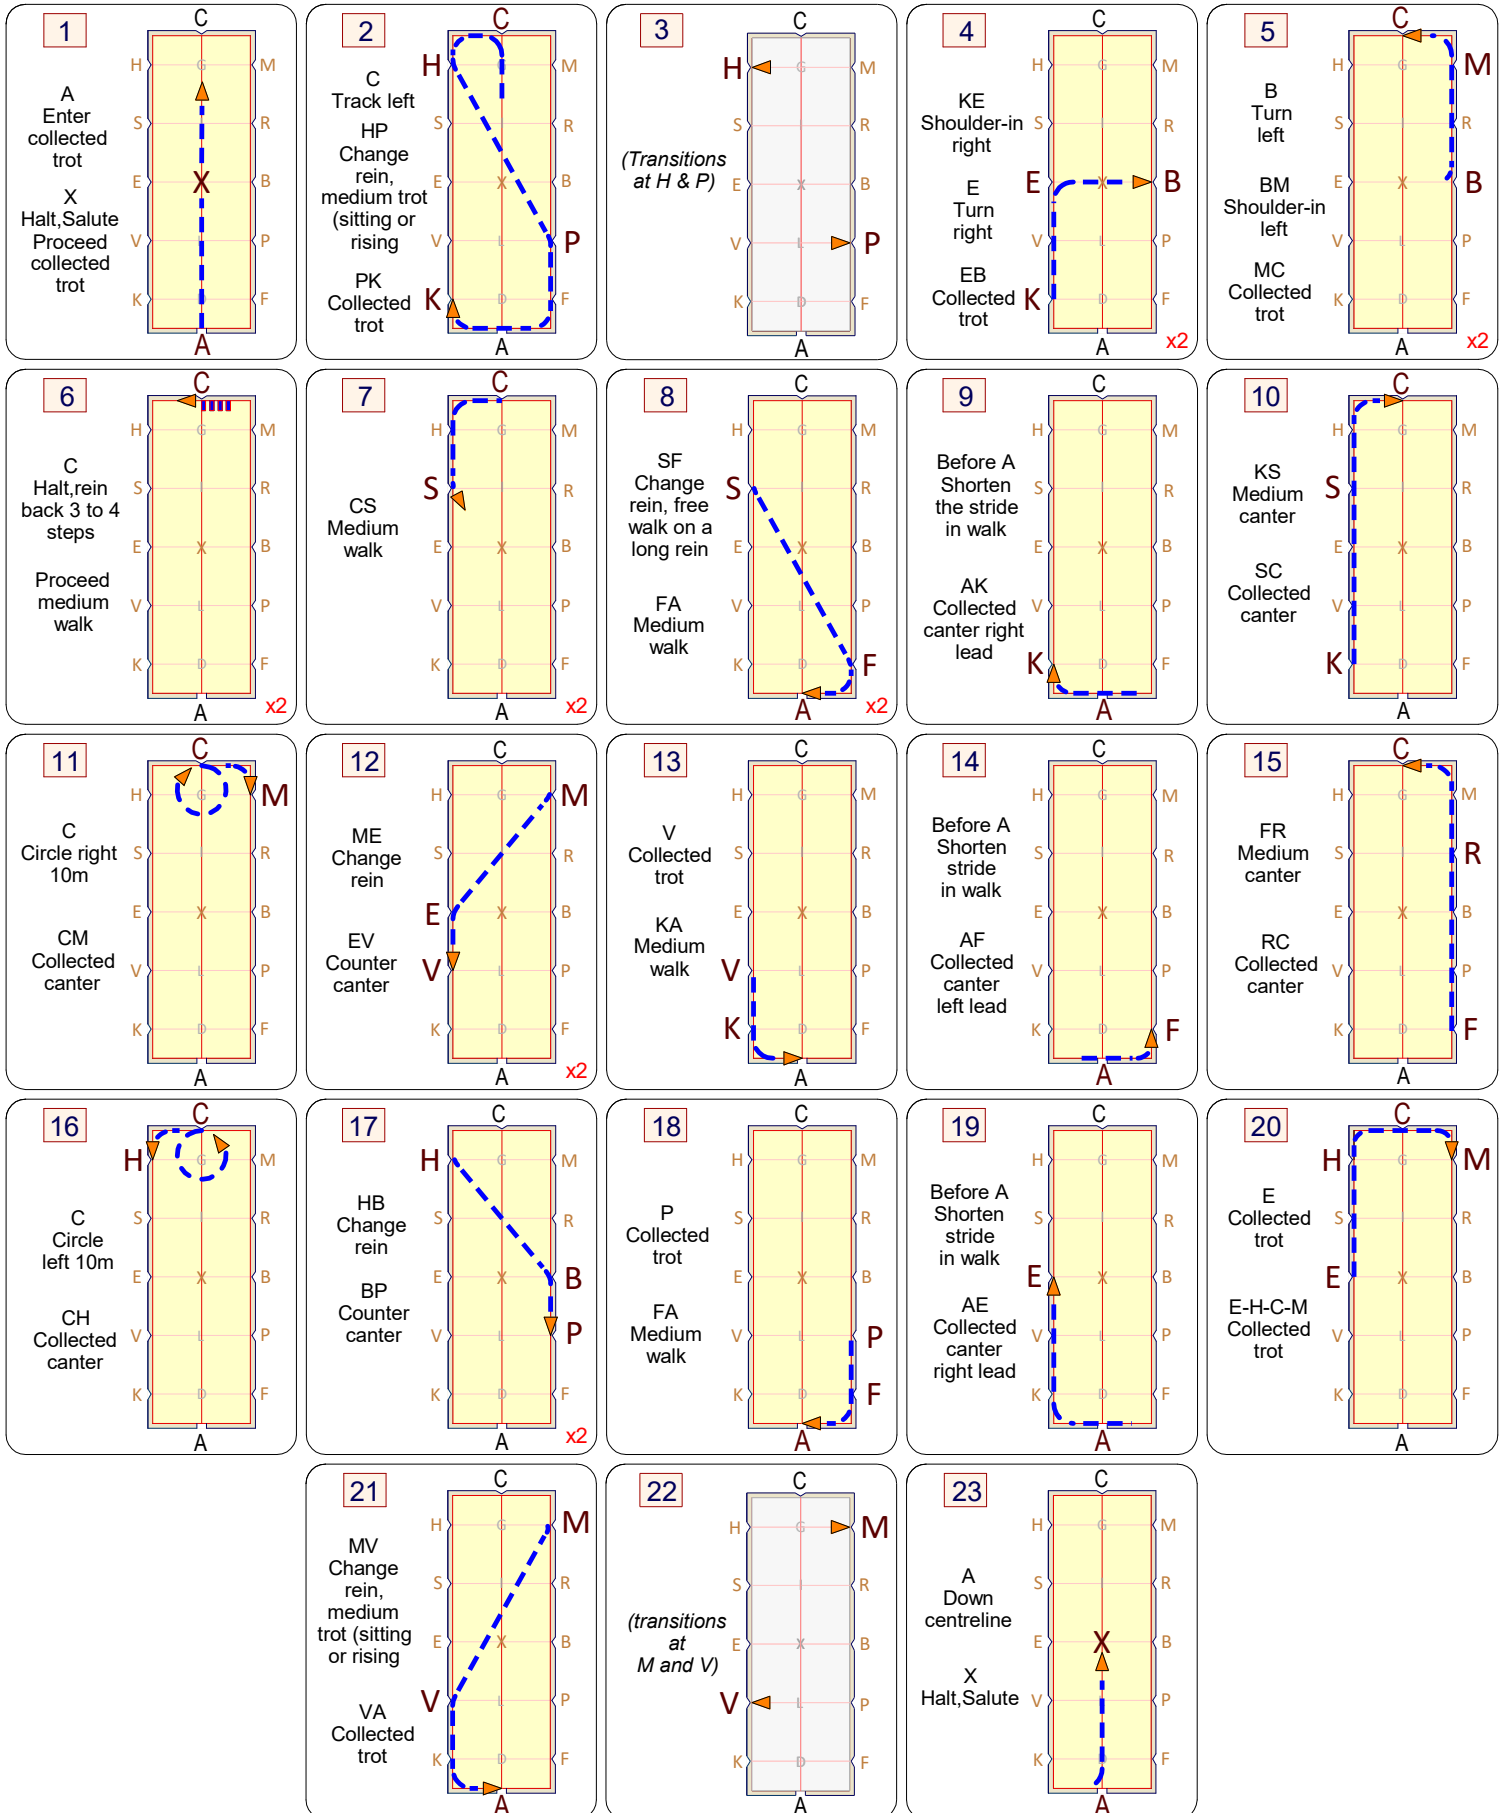 1
A
Enter
collected
trot
X
Halt,Salute
Proceed
collected
trot
C
H G M
S R
E X B
V L P
K D F
A
2
C
Track left
HP
Change
rein,
medium trot
(sitting or
rising
PK
Collected
trot
C
H G M
S R
E X B
V L P
K D F
A
3
(Transitions
at H & P)
C
H G M
S R
E X B
V L P
K D F
A
4
KE
Shoulder-in
right
E
Turn
right
EB
Collected
trot
C
H G M
S R
E X B
V L P
K D F
A
x2
5
B
Turn
left
BM
Shoulder-in
left
MC
Collected
trot
C
H G M
S R
E X B
V L P
K D F
A
x2
6
C
Halt,rein
back 3 to 4
steps
Proceed
medium
walk
C
H G M
S R
E X B
V L P
K D F
A
x2
7
CS
Medium
walk
C
H G M
S R
E X B
V L P
K D F
A
x2
8
SF
Change
rein, free
walk on a
long rein
FA
Medium
walk
C
H G M
S R
E X B
V L P
K D F
A
x2
9
Before A
Shorten
the stride
in walk
AK
Collected
canter right
lead
C
H G M
S R
E X B
V L P
K D F
A
10
KS
Medium
canter
SC
Collected
canter
C
H G M
S R
E X B
V L P
K D F
A
11
C
Circle right
10m
CM
Collected
canter
C
H G M
S R
E X B
V L P
K D F
A
12
ME
Change
rein
EV
Counter
canter
C
H G M
S R
E X B
V L P
K D F
A
x2
13
V
Collected
trot
KA
Medium
walk
C
H G M
S R
E X B
V L P
K D F
A
14
Before A
Shorten
stride
in walk
AF
Collected
canter
left lead
C
H G M
S R
E X B
V L P
K D F
A
15
FR
Medium
canter
RC
Collected
canter
C
H G M
S R
E X B
V L P
K D F
A
16
C
Circle
left 10m
CH
Collected
canter
C
H G M
S R
E X B
V L P
K D F
A
17
HB
Change
rein
BP
Counter
canter
C
H G M
S R
E X B
V L P
K D F
A
x2
18
P
Collected
trot
FA
Medium
walk
C
H G M
S R
E X B
V L P
K D F
A
19
Before A
Shorten
stride
in walk
AE
Collected
canter
right lead
C
H G M
S R
E X B
V L P
K D F
A
20
E
Collected
trot
E-H-C-M
Collected
trot
C
H G M
S R
E X B
V L P
K D F
A
21
MV
Change
rein,
medium
trot (sitting
or rising
VA
Collected
trot
C
H G M
S R
E X B
V L P
K D F
A
22
(transitions
at
M and V)
C
H G M
S R
E X B
V L P
K D F
A
23
A
Down
centreline
X
Halt,Salute
C
H G M
S R
E X B
V L P
K D F
A